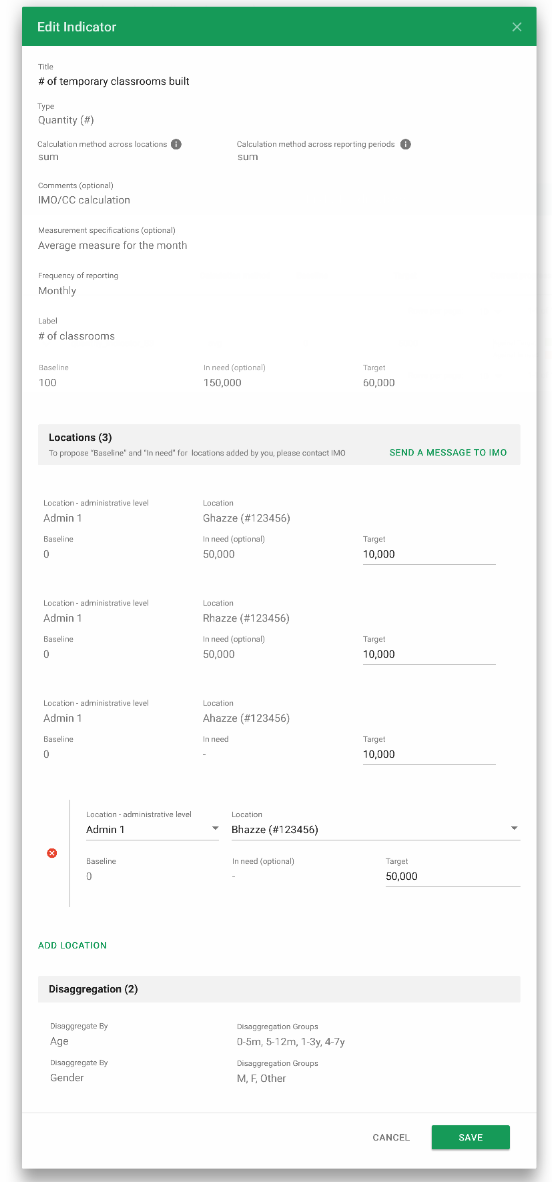 Edit Indicator
Title
# of temporary classrooms built
Type
Quantity (#)
Calculation method across locations Calculation method across reporting periods
sum sum
Comments (optional)
IMO/CC calculation
Measurement specifications (optional)
Average measure for the month
Frequency of reporting
Monthly
Label
# of classrooms
Baseline In need (optional) Target
100 150,000 60,000
Locations (3)
To propose "Baseline" and "In need" for locations added by you, please contact IMO SEND A MESSAGE TO IMO
Location - administrative level Location
Admin 1 Ghazze (#123456)
Baseline In need (optional) Target
0 50,000 10,000
Location - administrative level Location
Admin 1 Rhazze (#123456)
Baseline In need (optional) Target
0 50,000 10,000
Location - administrative level Location
Admin 1 Ahazze (#123456)
Baseline In need Target
0 - 10,000
Location - administrative level Location
Admin 1 Bhazze (#123456)
Baseline In need (optional) Target
0 - 50,000
ADD LOCATION
Disaggregation (2)
Disaggregate By Disaggregation Groups
Age 0-5m, 5-12m, 1-3y, 4-7y
Disaggregate By Disaggregation Groups
Gender M, F, Other
CANCEL SAVE